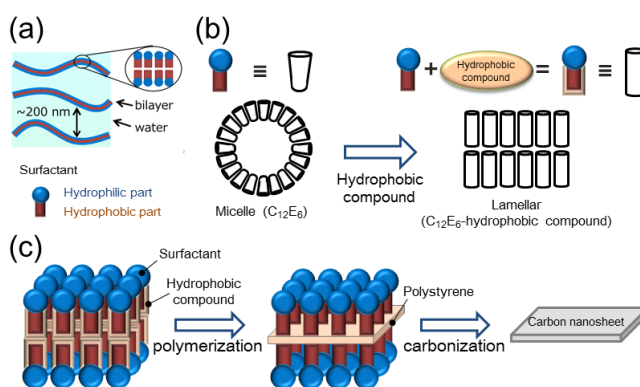 (a)
~200 nm
bilayer
water
Surfactant
Hydrophilic part
Hydrophobic part
(b)
≡
+
Hydrophobic
compound
=
≡
Micelle (C₁₂E₆)
Hydrophobic
compound
Lamellar
(C₁₂E₆-hydrophobic compound)
(c)
Surfactant
Hydrophobic
compound
polymerization
Polystyrene
carbonization
Carbon nanosheet